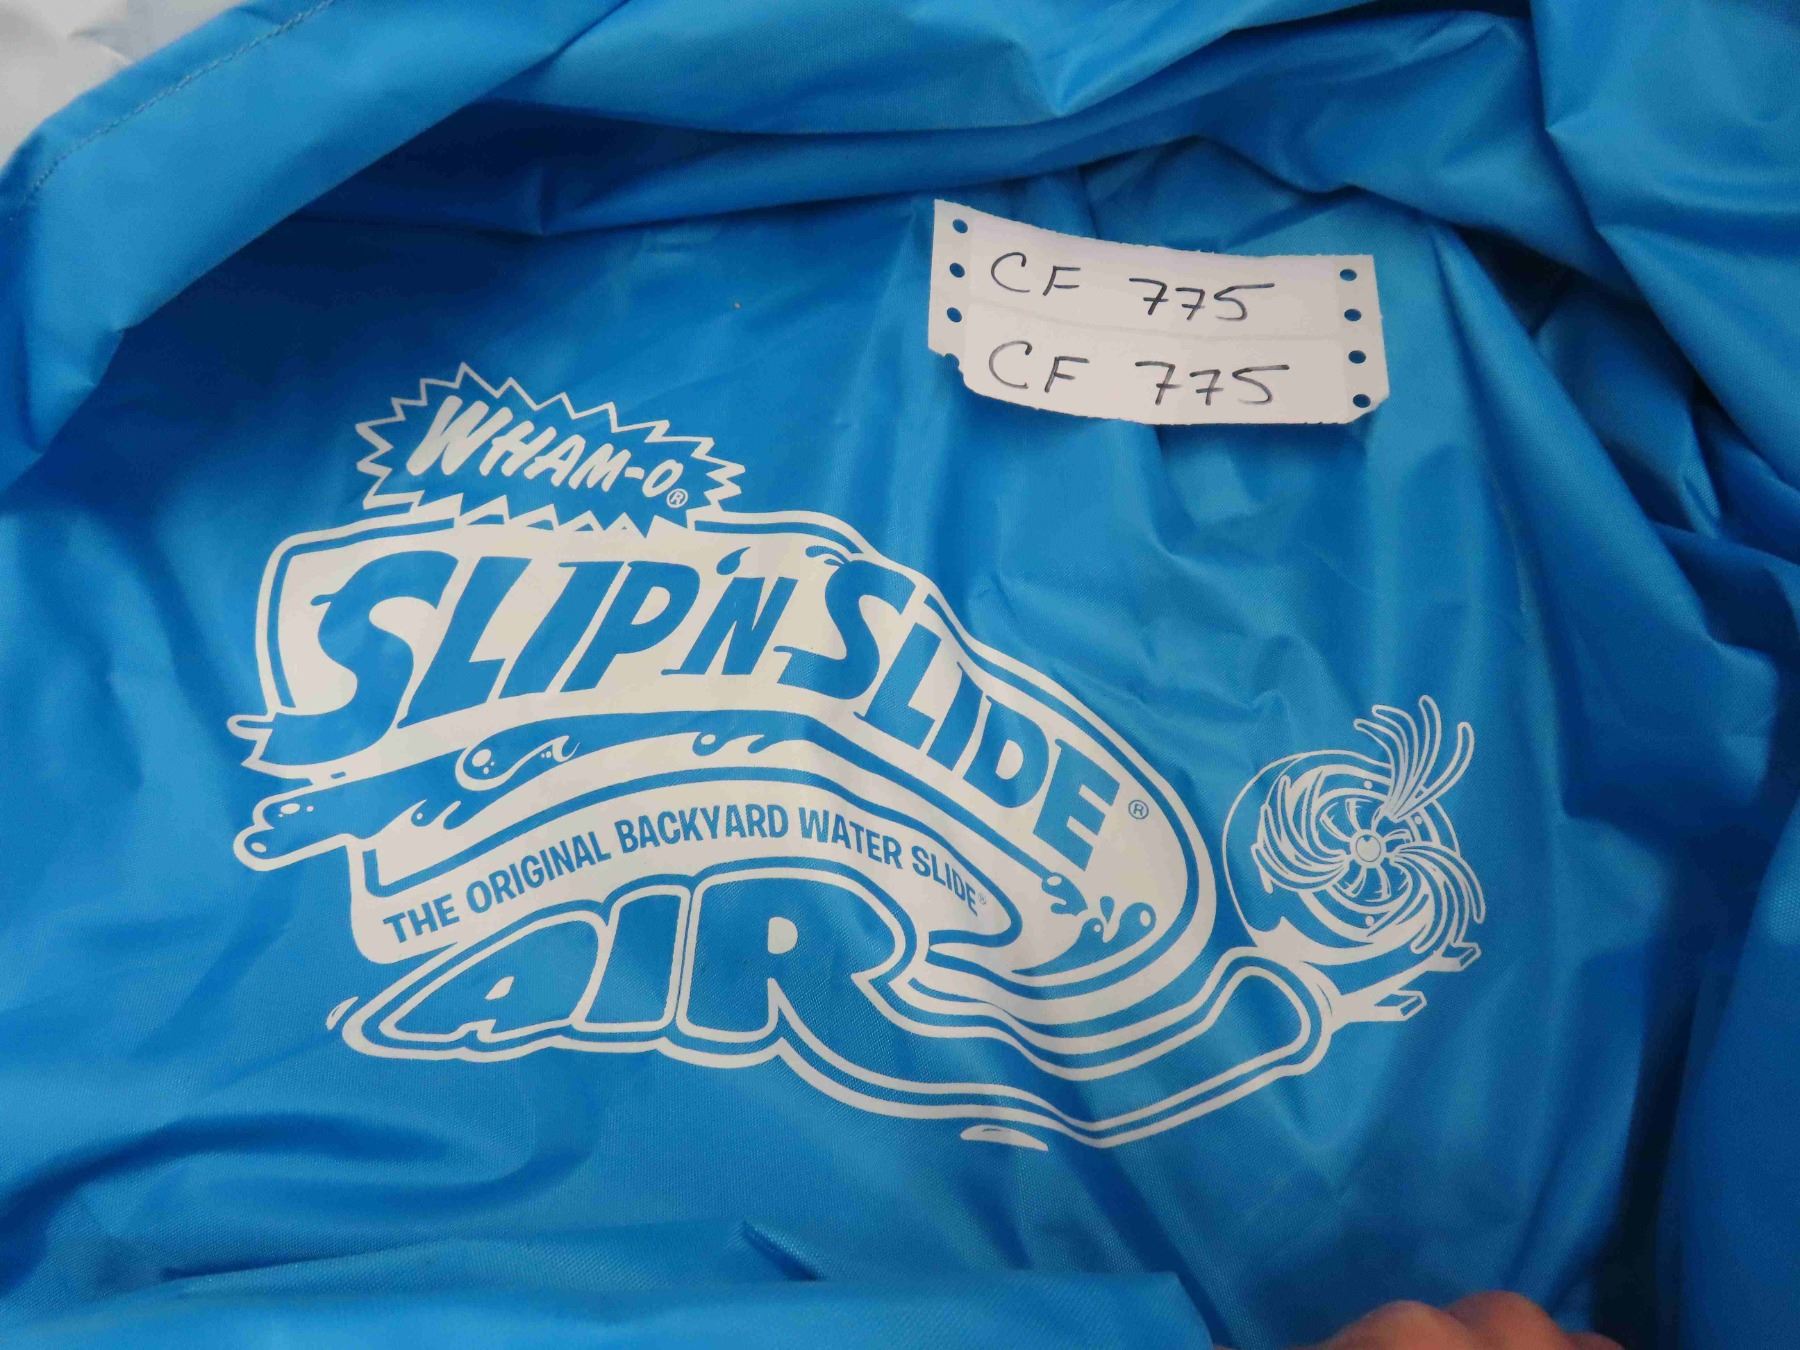 CF 775
CF 775
WHAM-O®
SLIP'N SLIDE®
THE ORIGINAL BACKYARD WATER SLIDE®
AIR